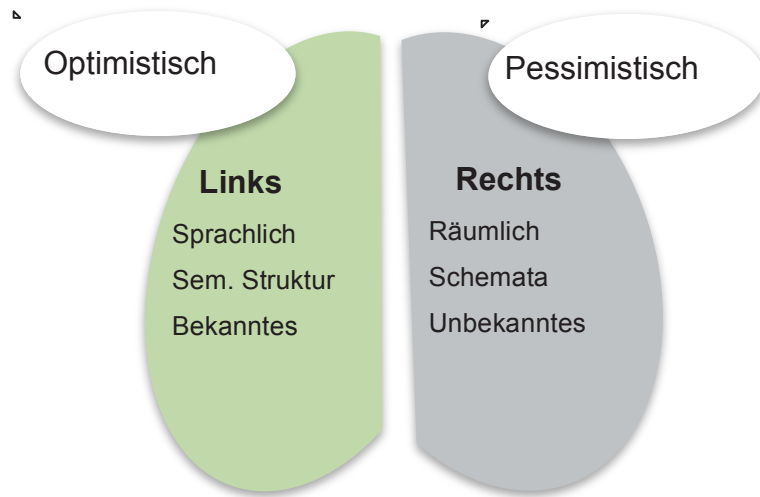 Optimistisch
Pessimistisch
Links
Sprachlich
Sem. Struktur
Bekanntes
Rechts
Räumlich
Schemata
Unbekanntes